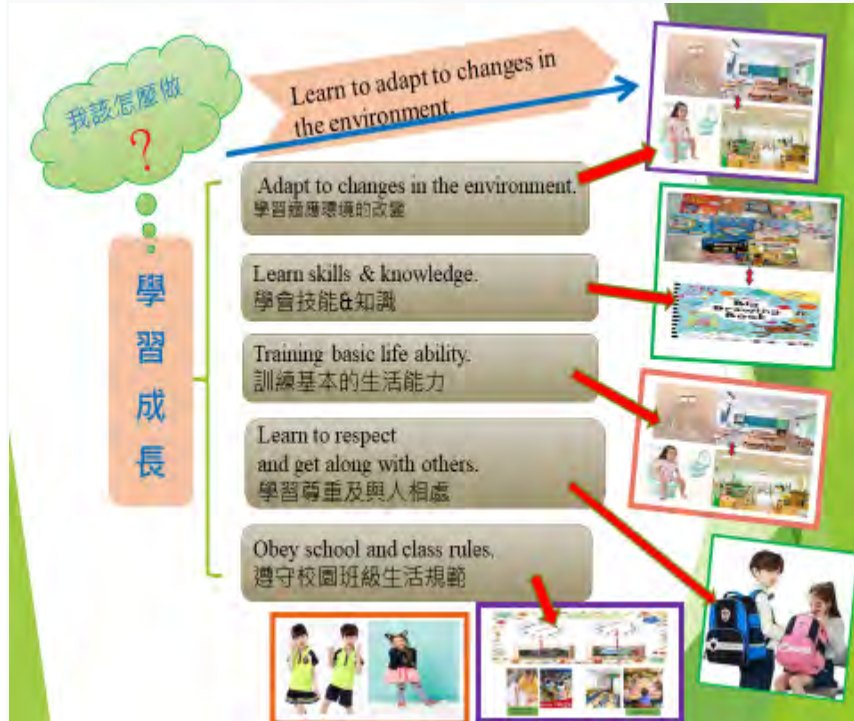 我該怎麼做
?
Learn to adapt to changes in
the environment.
學習成長
Adapt to changes in the environment.
學習適應環境的改變
Learn skills & knowledge.
學會技能&知識
Training basic life ability.
訓練基本的生活能力
Learn to respect
and get along with others.
學習尊重及與人相處
Obey school and class rules.
遵守校園班級生活規範
Big
Drawing
Book